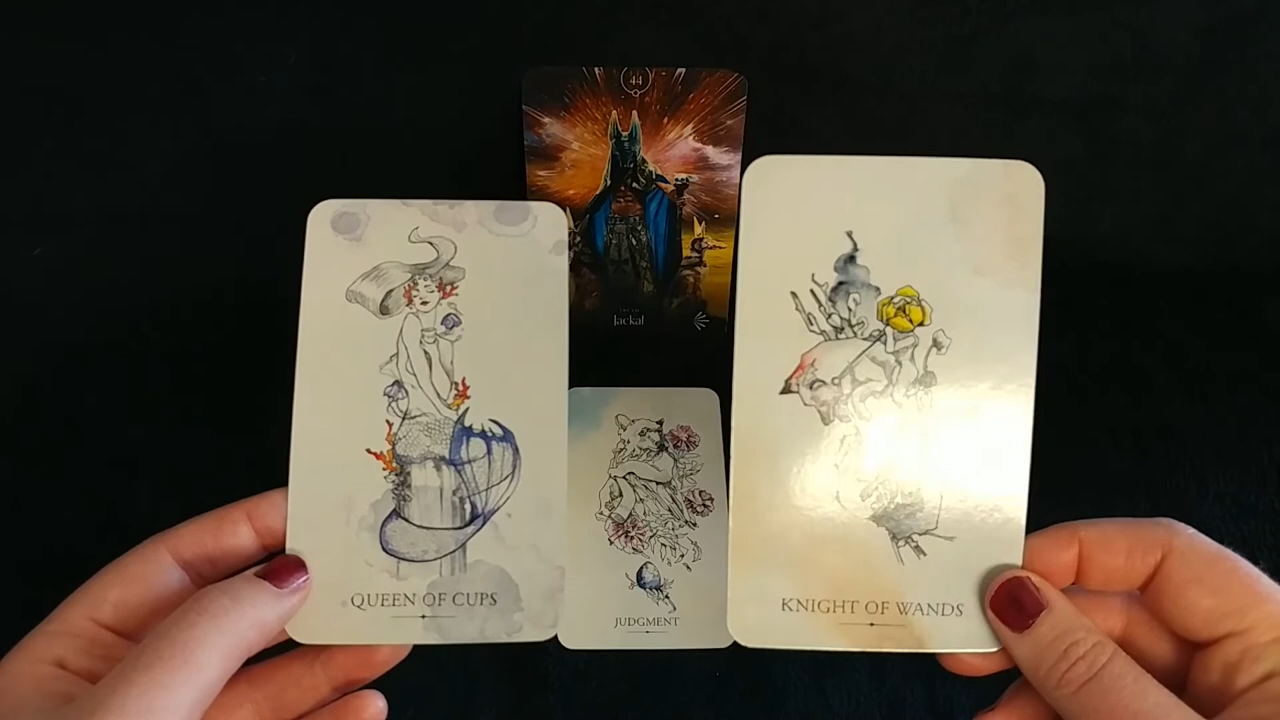 44
Jackal
QUEEN OF CUPS
JUDGMENT
KNIGHT OF WANDS